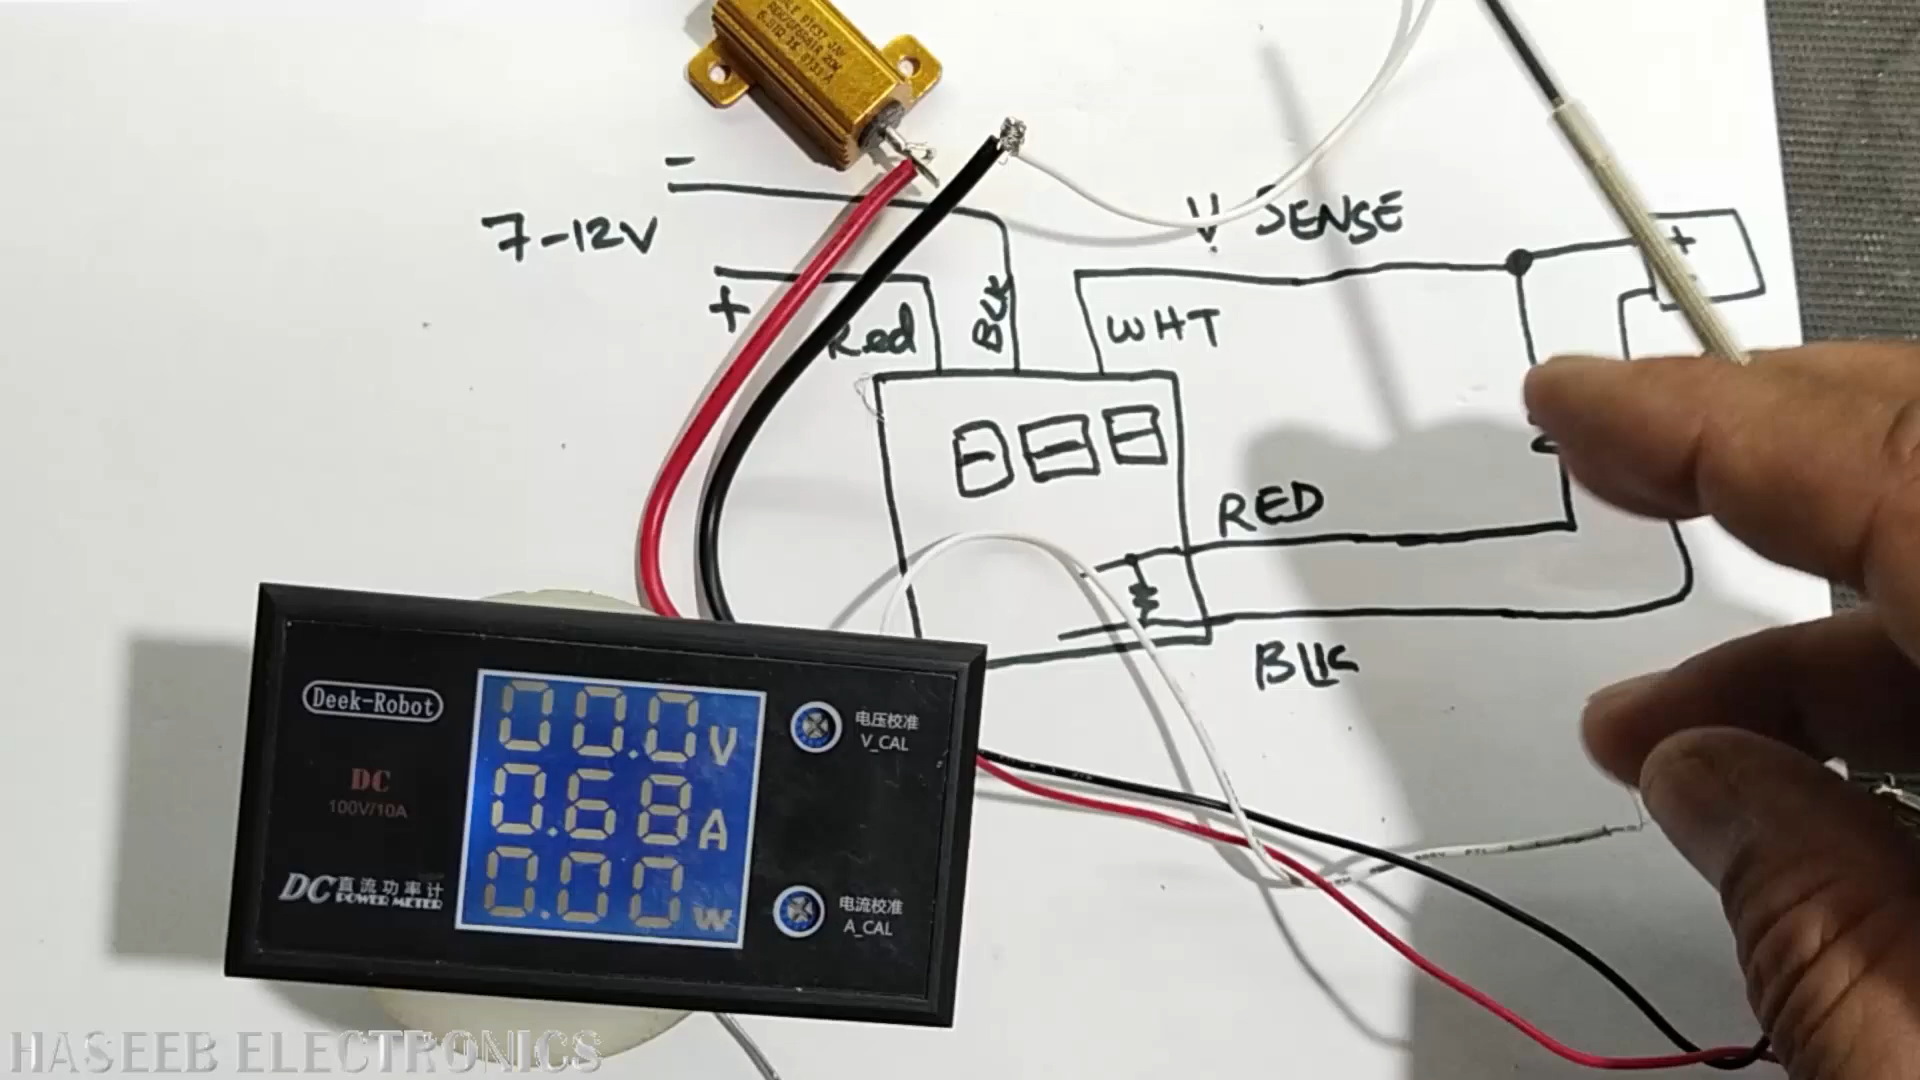 7-12V
-
+
Red
BLK
WHT
V SENSE
+
RED
BLK
Deek-Robot
DC
100V/10A
DC 直流功率计
POWER METER
00.0V
0.68A
0.00W
电压校准
V_CAL
电流校准
A_CAL
HASEEB ELECTRONICS